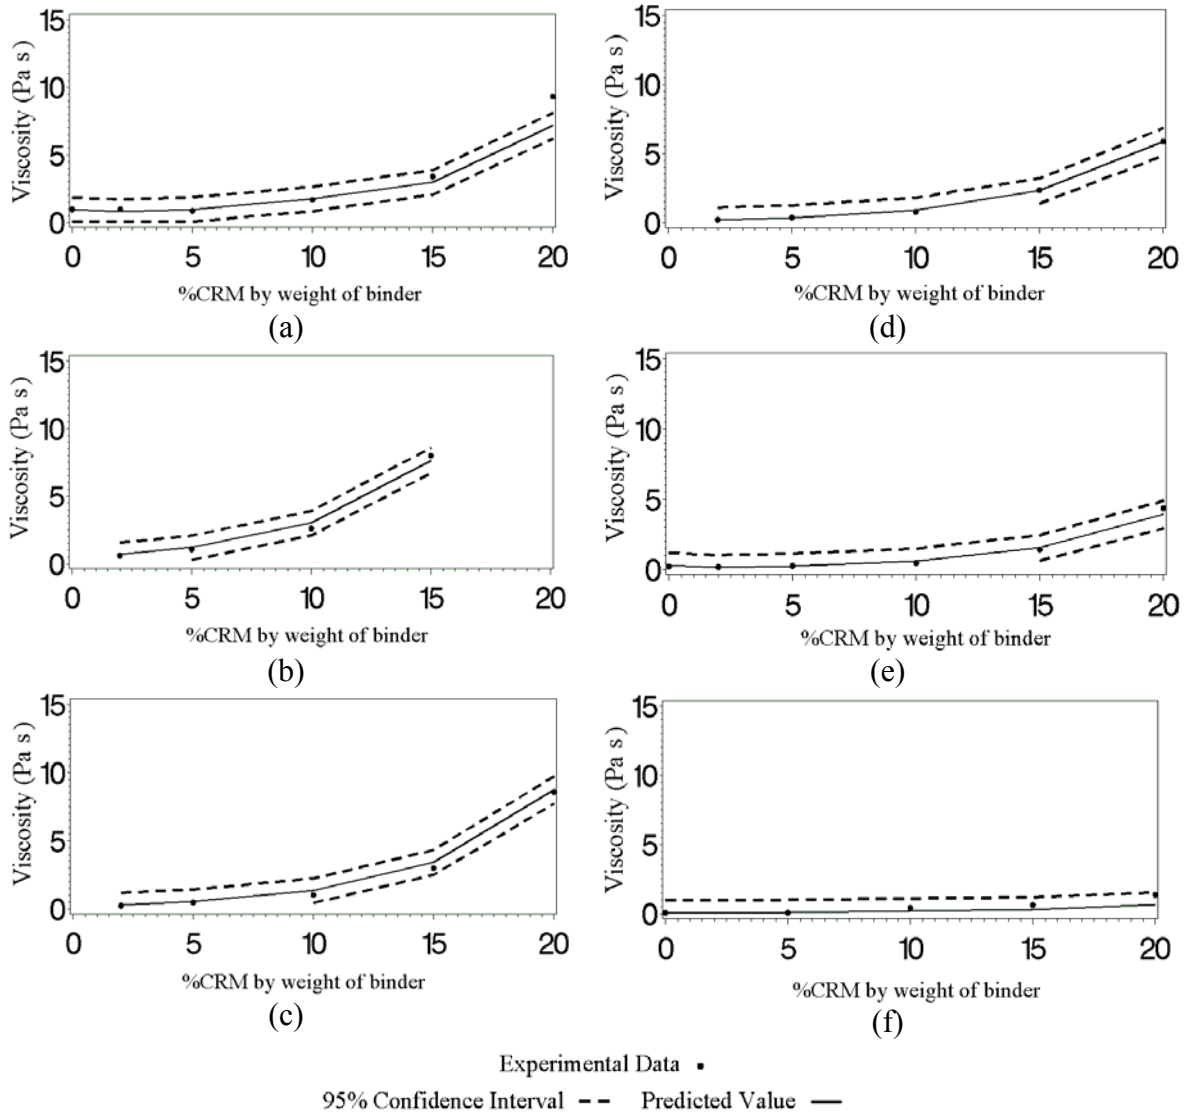 Viscosity (Pa s )
15
10
5
0
0 5 10 15 20
%CRM by weight of binder
(a)
Viscosity (Pa s )
15
10
5
0
0 5 10 15 20
%CRM by weight of binder
(d)
Viscosity (Pa s )
15
10
5
0
0 5 10 15 20
%CRM by weight of binder
(b)
Viscosity (Pa s )
15
10
5
0
0 5 10 15 20
%CRM by weight of binder
(e)
Viscosity (Pa s )
15
10
5
0
0 5 10 15 20
%CRM by weight of binder
(c)
Viscosity (Pa s )
15
10
5
0
0 5 10 15 20
%CRM by weight of binder
(f)
Experimental Data
95% Confidence Interval Predicted Value